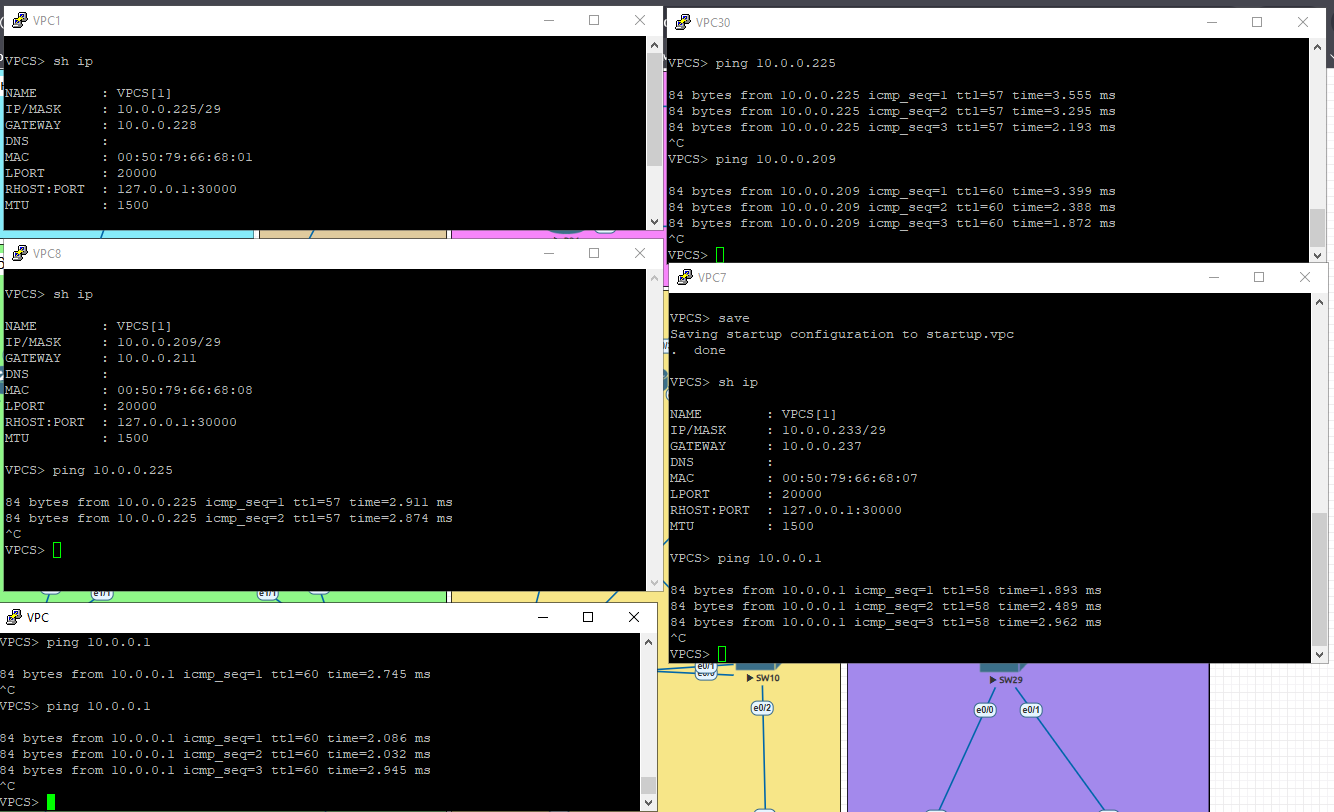 VPC1
VPCS> sh ip
NAME        : VPCS[1]
IP/MASK     : 10.0.0.225/29
GATEWAY     : 10.0.0.228
DNS         :
MAC         : 00:50:79:66:68:01
LPORT       : 20000
RHOST:PORT  : 127.0.0.1:30000
MTU         : 1500
VPC8
VPCS> sh ip
NAME        : VPCS[1]
IP/MASK     : 10.0.0.209/29
GATEWAY     : 10.0.0.211
DNS         :
MAC         : 00:50:79:66:68:08
LPORT       : 20000
RHOST:PORT  : 127.0.0.1:30000
MTU         : 1500
VPCS> ping 10.0.0.225
84 bytes from 10.0.0.225 icmp_seq=1 ttl=57 time=2.911 ms
84 bytes from 10.0.0.225 icmp_seq=2 ttl=57 time=2.874 ms
^C
VPCS>
e1/1
e1/1
VPC
VPCS> ping 10.0.0.1
84 bytes from 10.0.0.1 icmp_seq=1 ttl=60 time=2.745 ms
^C
VPCS> ping 10.0.0.1
84 bytes from 10.0.0.1 icmp_seq=1 ttl=60 time=2.086 ms
84 bytes from 10.0.0.1 icmp_seq=2 ttl=60 time=2.032 ms
84 bytes from 10.0.0.1 icmp_seq=3 ttl=60 time=2.945 ms
^C
VPCS>
VPC30
VPCS> ping 10.0.0.225
84 bytes from 10.0.0.225 icmp_seq=1 ttl=57 time=3.555 ms
84 bytes from 10.0.0.225 icmp_seq=2 ttl=57 time=3.295 ms
84 bytes from 10.0.0.225 icmp_seq=3 ttl=57 time=2.193 ms
^C
VPCS> ping 10.0.0.209
84 bytes from 10.0.0.209 icmp_seq=1 ttl=60 time=3.399 ms
84 bytes from 10.0.0.209 icmp_seq=2 ttl=60 time=2.388 ms
84 bytes from 10.0.0.209 icmp_seq=3 ttl=60 time=1.872 ms
^C
VPCS>
VPC7
VPCS> save
Saving startup configuration to startup.vpc
.  done
VPCS> sh ip
NAME        : VPCS[1]
IP/MASK     : 10.0.0.233/29
GATEWAY     : 10.0.0.237
DNS         :
MAC         : 00:50:79:66:68:07
LPORT       : 20000
RHOST:PORT  : 127.0.0.1:30000
MTU         : 1500
VPCS> ping 10.0.0.1
84 bytes from 10.0.0.1 icmp_seq=1 ttl=58 time=1.893 ms
84 bytes from 10.0.0.1 icmp_seq=2 ttl=58 time=2.489 ms
84 bytes from 10.0.0.1 icmp_seq=3 ttl=58 time=2.962 ms
^C
VPCS>
e0/1
e0/0
SW10
e0/2
SW29
e0/0
e0/1